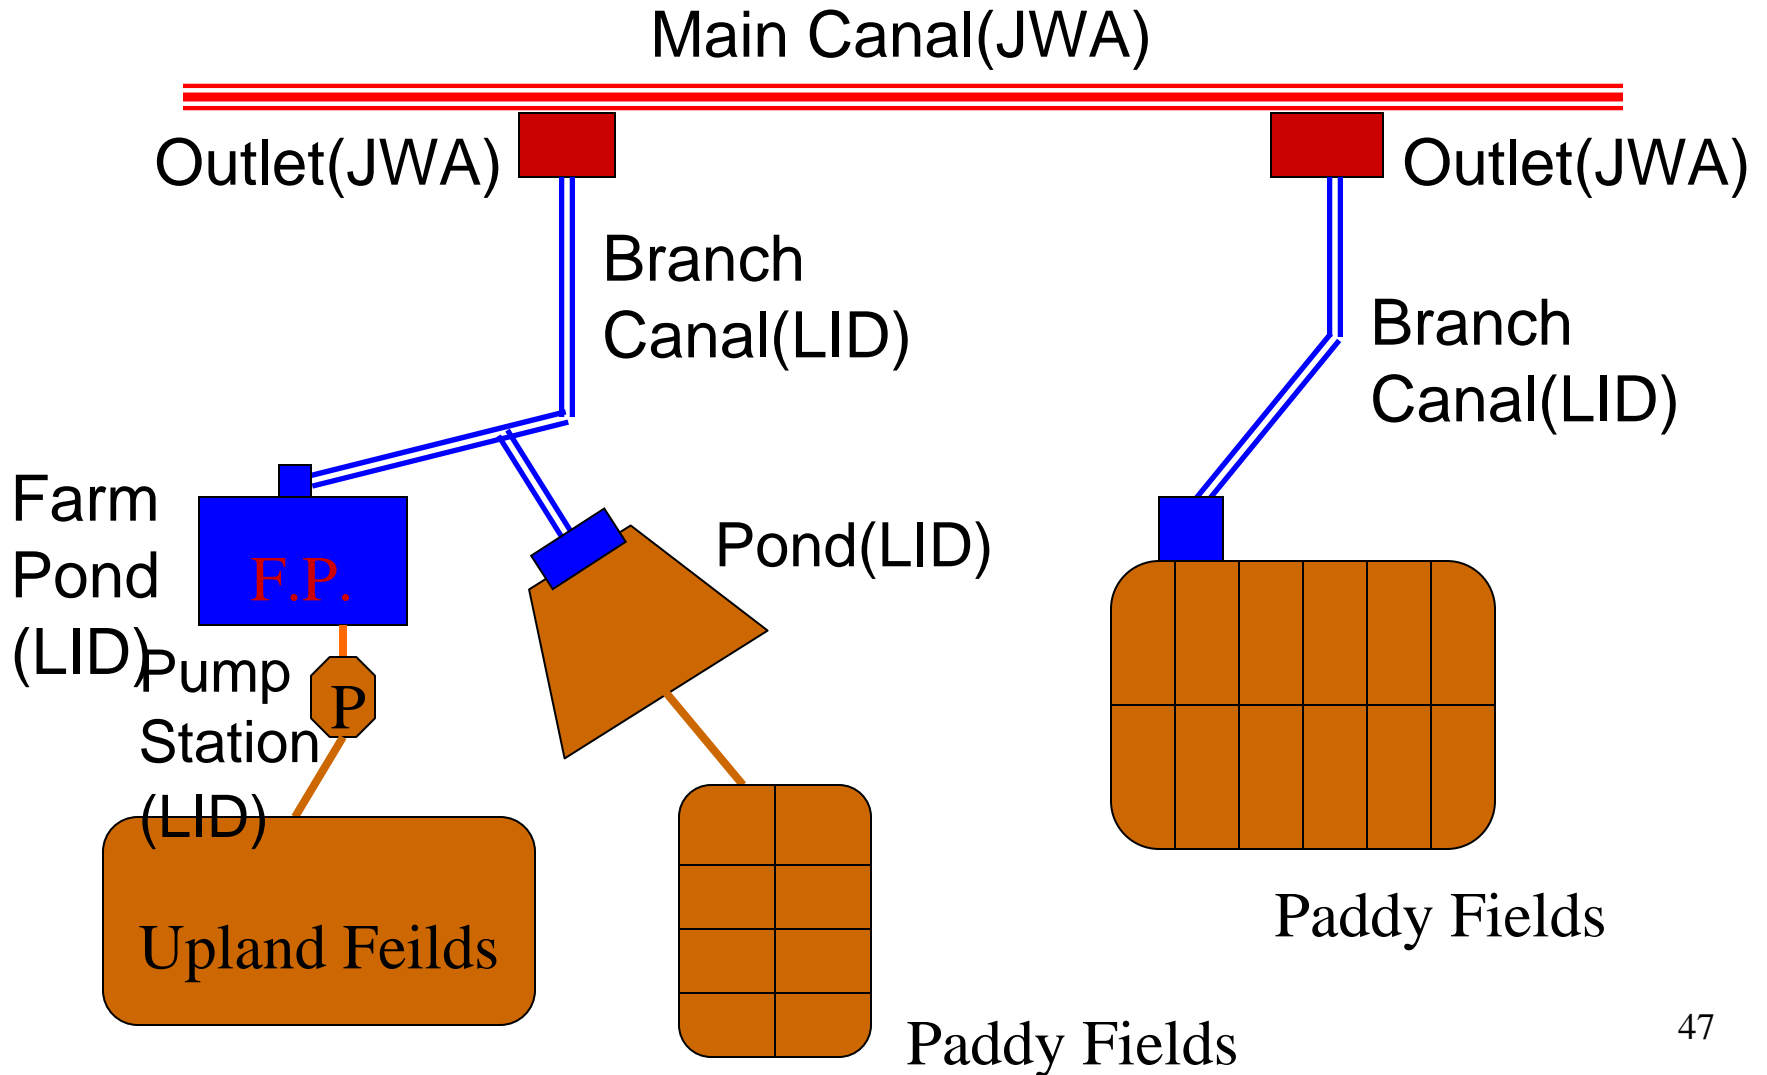 Main Canal(JWA)
Outlet(JWA)
Outlet(JWA)
Branch
Canal(LID)
Branch
Canal(LID)
Farm
Pond
(LID)
F.P.
Pond(LID)
Pump
Station
(LID)
P
Upland Feilds
Paddy Fields
Paddy Fields
47